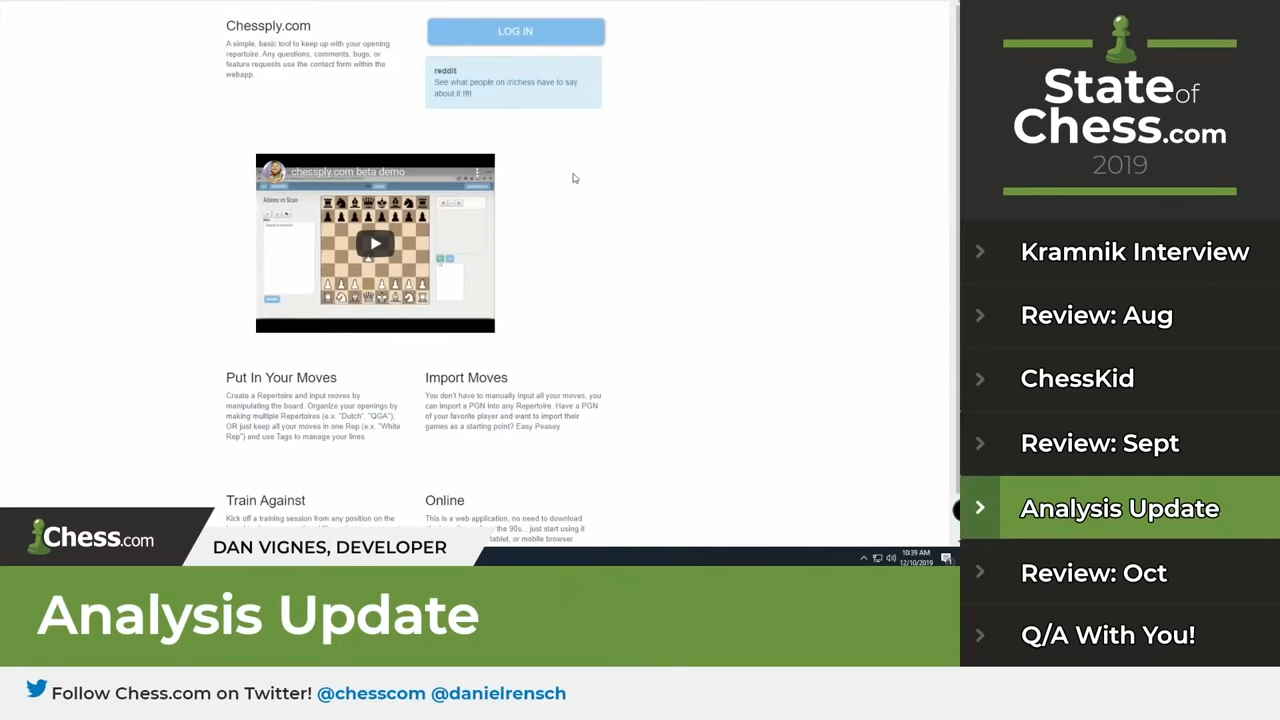 Chessply.com
A simple, basic tool to keep up with your opening
repertoire. Any questions, comments, bugs, or
feature requests use the contact form within the
webapp.
LOG IN
reddit
See what people on /r/chess have to say
about it !!!!!
chessply.com beta demo
Adams vs Scan
Put In Your Moves
Create a Repertoire and Input moves by
manipulating the board. Organize your openings by
making multiple Repertoires (e.x. "Dutch", "QGA"),
OR just keep all your moves in one Rep (e.x. "White
Rep") and use Tags to manage your lines.
Import Moves
You don't have to manually input all your moves, you
can import a PGN into any Repertoire. Have a PGN
of your favorite player and want to import their
games as a starting point? Easy Peasey.
Train Against
Kick off a training session from any position on the
Online
This is a web application, no need to download
the 90s... just start using it
tablet, or mobile browser.
10:39 AM
12/10/2019
Chess.com
DAN VIGNES, DEVELOPER
Analysis Update
Follow Chess.com on Twitter! @chesscom @danielrensch
State of
Chess.com
2019
Kramnik Interview
Review: Aug
ChessKid
Review: Sept
Analysis Update
Review: Oct
Q/A With You!